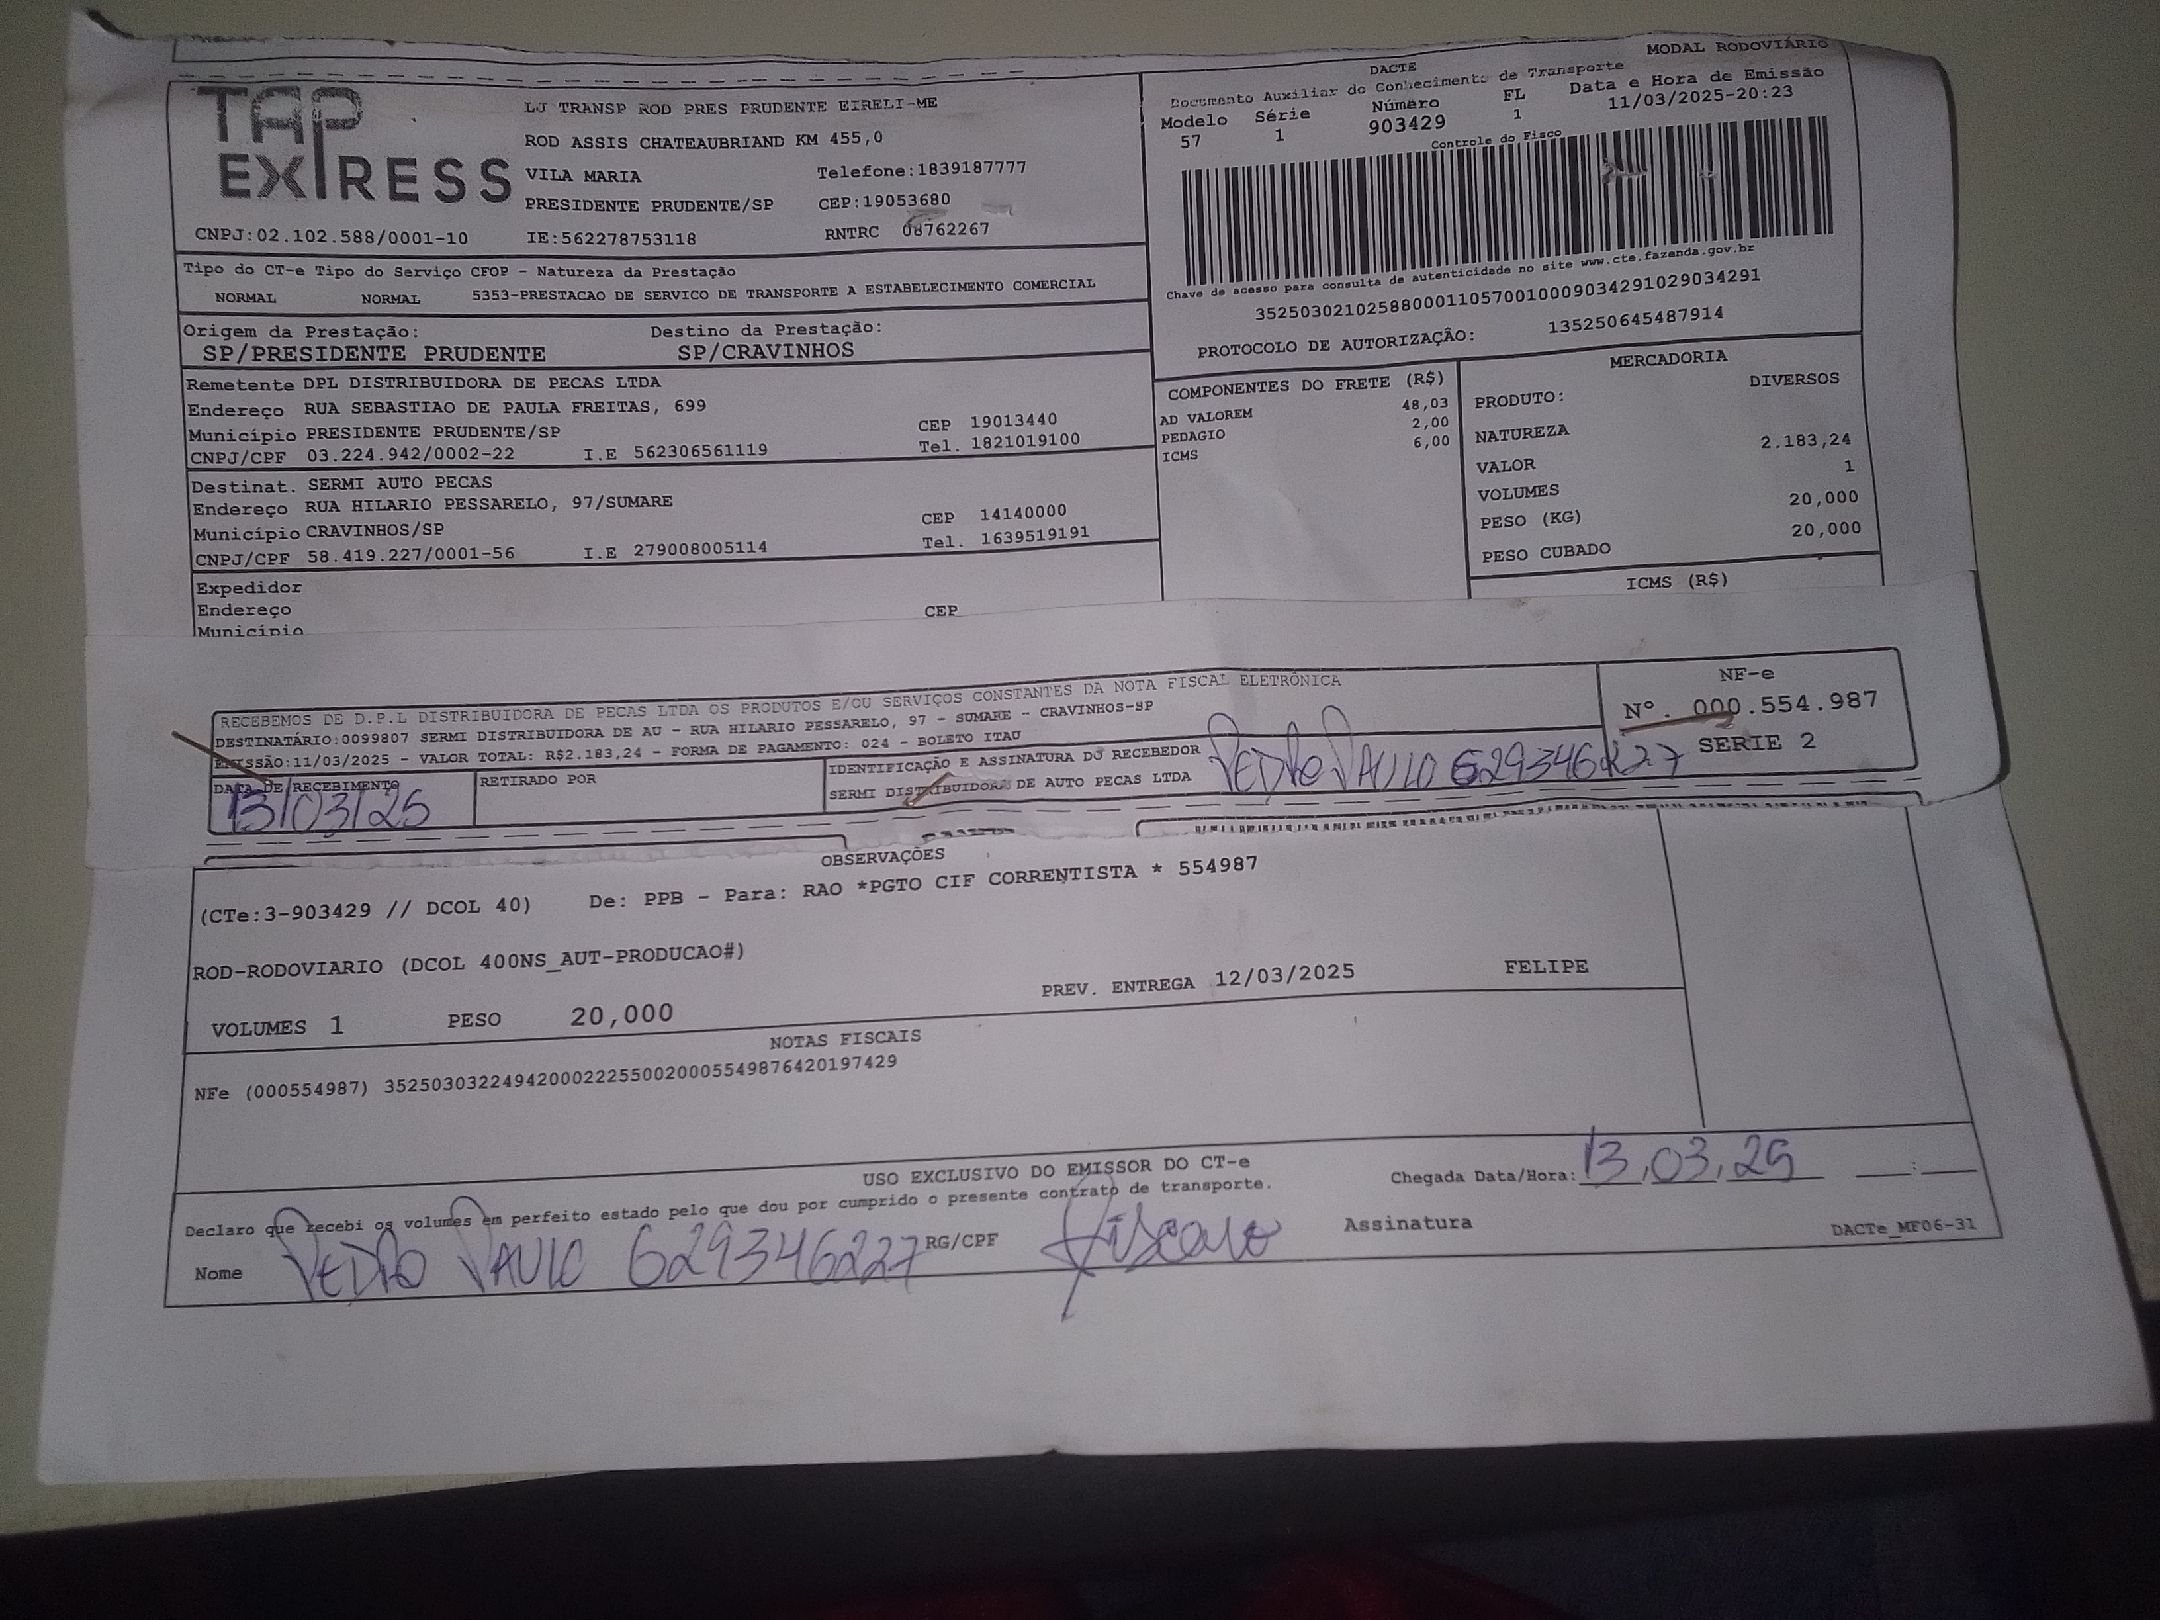 TAP EXPRESS
LJ TRANSP ROD PRES PRUDENTE EIRELI-ME
ROD ASSIS CHATEAUBRIAND KM 455,0
VILA MARIA Telefone:1839187777
PRESIDENTE PRUDENTE/SP CEP:19053680
CNPJ:02.102.588/0001-10 IE:562278753118 RNTRC 08762267
MODAL RODOVIÁRIO
DACTE
Documento Auxiliar do Conhecimento de Transporte
Modelo Série Número FL Data e Hora de Emissão
57 1 903429 1 11/03/2025-20:23
Controle do Fisco
Chave de acesso para consulta de autenticidade no site www.cte.fazenda.gov.br
35250302102588000110570010009034291029034291
PROTOCOLO DE AUTORIZAÇÃO: 135250645487914
Tipo do CT-e Tipo do Serviço CFOP - Natureza da Prestação
NORMAL NORMAL 5353-PRESTACAO DE SERVICO DE TRANSPORTE A ESTABELECIMENTO COMERCIAL
Origem da Prestação: Destino da Prestação:
SP/PRESIDENTE PRUDENTE SP/CRAVINHOS
Remetente DPL DISTRIBUIDORA DE PECAS LTDA
Endereço RUA SEBASTIAO DE PAULA FREITAS, 699
Município PRESIDENTE PRUDENTE/SP CEP 19013440
CNPJ/CPF 03.224.942/0002-22 I.E 562306561119 Tel. 1821019100
Destinat. SERMI AUTO PECAS
Endereço RUA HILARIO PESSARELO, 97/SUMARE
Município CRAVINHOS/SP CEP 14140000
CNPJ/CPF 58.419.227/0001-56 I.E 279008005114 Tel. 1639519191
Expedidor
Endereço CEP
Município
COMPONENTES DO FRETE (R$)
AD VALOREM 48,03
PEDAGIO 2,00
ICMS 6,00
MERCADORIA
PRODUTO: DIVERSOS
NATUREZA
VALOR 2.183,24
VOLUMES 1
PESO (KG) 20,000
PESO CUBADO 20,000
ICMS (R$)
RECEBEMOS DE D.P.L DISTRIBUIDORA DE PECAS LTDA OS PRODUTOS E/OU SERVIÇOS CONSTANTES DA NOTA FISCAL ELETRÔNICA
DESTINATÁRIO:0099807 SERMI DISTRIBUIDORA DE AU - RUA HILARIO PESSARELO, 97 - SUMARE - CRAVINHOS-SP
EMISSÃO:11/03/2025 - VALOR TOTAL: R$2.183,24 - FORMA DE PAGAMENTO: 024 - BOLETO ITAU
NF-e
Nº. 000.554.987
SERIE 2
DATA DE RECEBIMENTO RETIRADO POR IDENTIFICAÇÃO E ASSINATURA DO RECEBEDOR
13/03/25 SERMI DISTRIBUIDORA DE AUTO PECAS LTDA PEDRO PAULO 629346227
OBSERVAÇÕES
(CTe:3-903429 // DCOL 40) De: PPB - Para: RAO *PGTO CIF CORRENTISTA * 554987
ROD-RODOVIARIO (DCOL 400NS_AUT-PRODUCAO#)
PREV. ENTREGA 12/03/2025 FELIPE
VOLUMES 1 PESO 20,000
NOTAS FISCAIS
NFe (000554987) 35250303224942000222550020005549876420197429
USO EXCLUSIVO DO EMISSOR DO CT-e
Declaro que recebi os volumes em perfeito estado pelo que dou por cumprido o presente contrato de transporte.
Chegada Data/Hora: 13,03,25 __:__
Nome PEDRO PAULO 629346227 RG/CPF Assinatura
DACTe_MF06-31